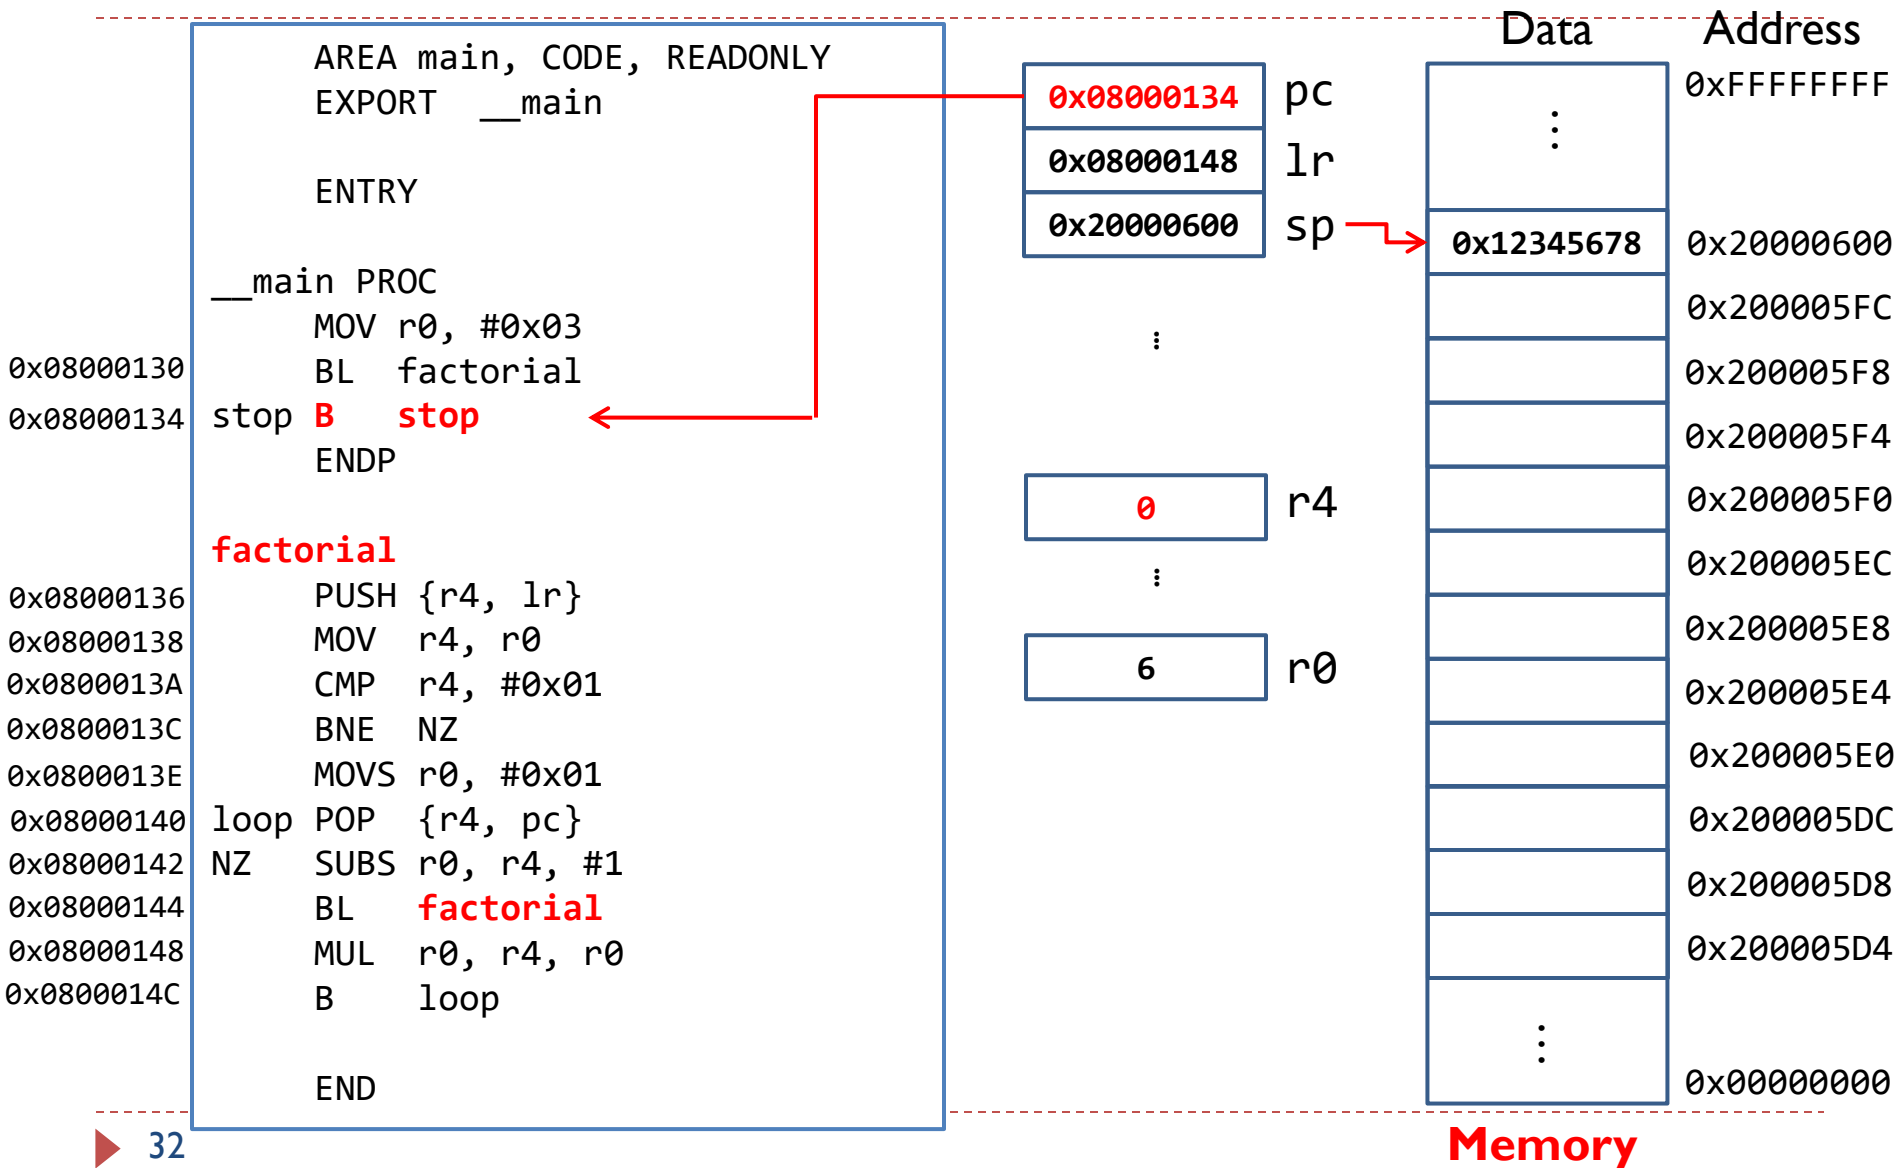 Data Address
AREA main, CODE, READONLY
EXPORT __main
ENTRY
__main PROC
MOV r0, #0x03
0x08000130 BL factorial
0x08000134 stop B stop
ENDP
factorial
0x08000136 PUSH {r4, lr}
0x08000138 MOV r4, r0
0x0800013A CMP r4, #0x01
0x0800013C BNE NZ
0x0800013E MOVS r0, #0x01
0x08000140 loop POP {r4, pc}
0x08000142 NZ SUBS r0, r4, #1
0x08000144 BL factorial
0x08000148 MUL r0, r4, r0
0x0800014C B loop
END
0x08000134 pc
0x08000148 lr
0x20000600 sp
⋮
0 r4
⋮
6 r0
0xFFFFFFFF
⋮
0x12345678 0x20000600
0x200005FC
0x200005F8
0x200005F4
0x200005F0
0x200005EC
0x200005E8
0x200005E4
0x200005E0
0x200005DC
0x200005D8
0x200005D4
⋮
0x00000000
32
Memory